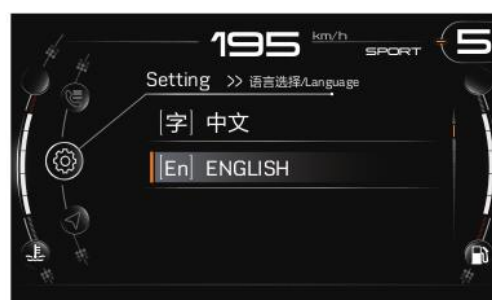 195 km/h SPORT 5
Setting >> 语言选择/Language
[字] 中文
[En] ENGLISH